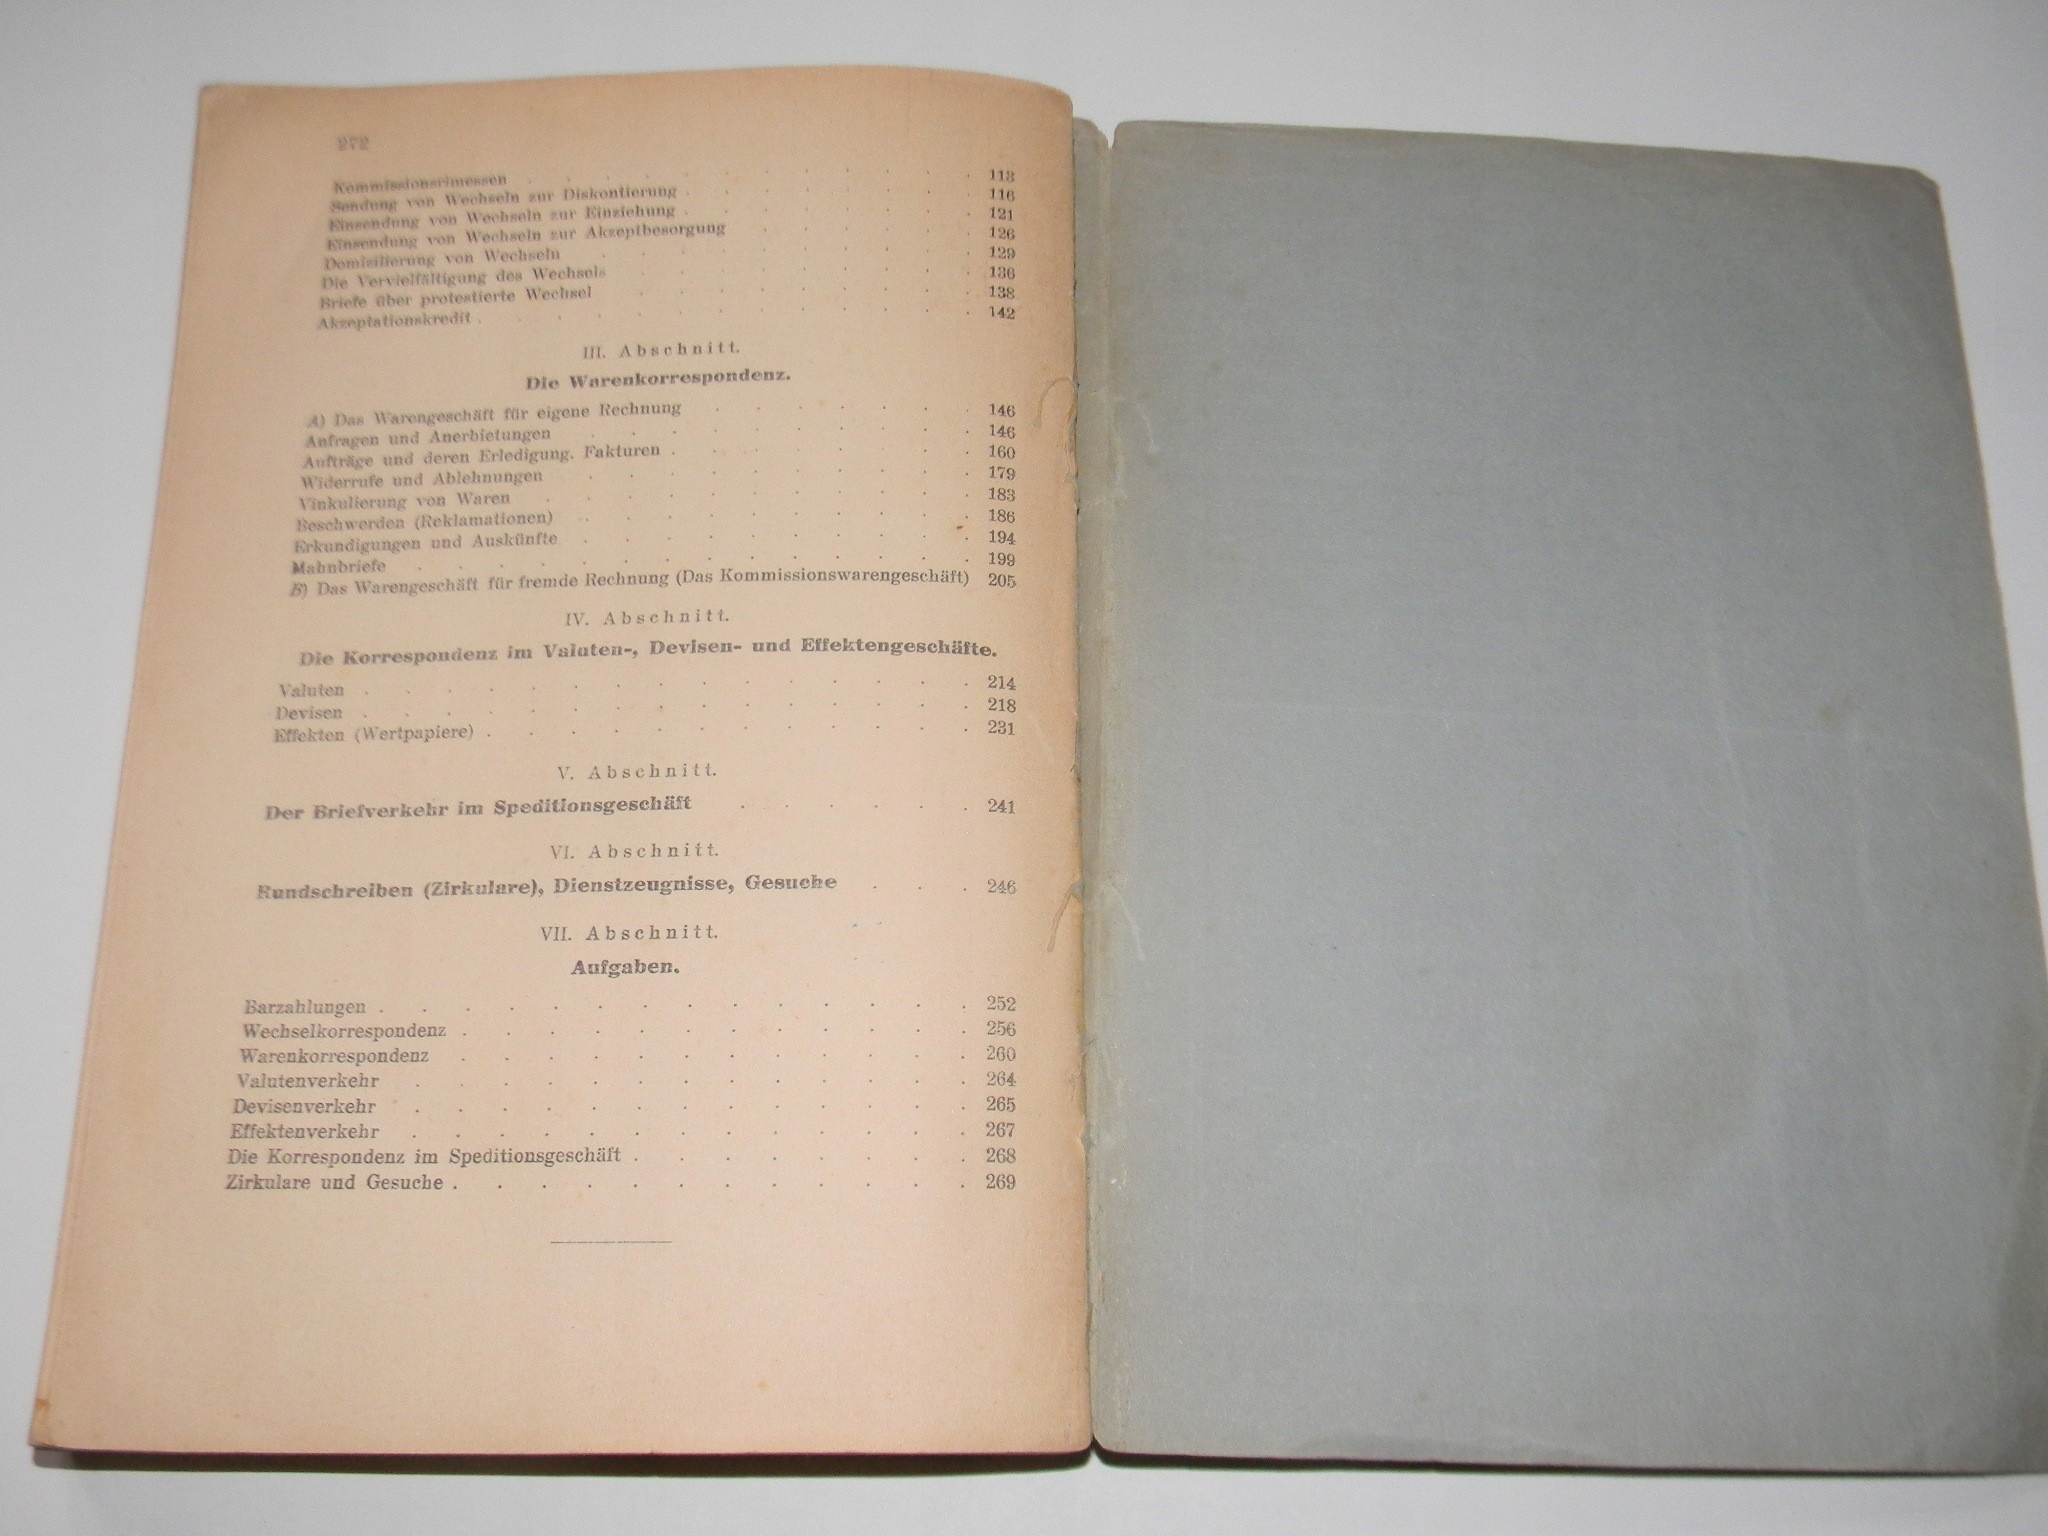 272
Kommissionsrimessen . . . . . . . . . . . 113
Sendung von Wechseln zur Diskontierung . . . . . . . . 116
Einsendung von Wechseln zur Einziehung . . . . . . . . 121
Einsendung von Wechseln zur Akzeptbesorgung . . . . . . 126
Domizilierung von Wechseln . . . . . . . . . . 129
Die Vervielfältigung des Wechsels . . . . . . . . . 136
Briefe über protestierte Wechsel . . . . . . . . . 138
Akzeptationskredit . . . . . . . . . . . . . 142
III. Abschnitt.
Die Warenkorrespondenz.
A) Das Warengeschäft für eigene Rechnung . . . . . . . 146
Anfragen und Anerbietungen . . . . . . . . . . 146
Aufträge und deren Erledigung. Fakturen . . . . . . . . 160
Widerrufe und Ablehnungen . . . . . . . . . . 179
Vinkulierung von Waren . . . . . . . . . . . 183
Beschwerden (Reklamationen) . . . . . . . . . . 186
Erkundigungen und Auskünfte . . . . . . . . . . 194
Mahnbriefe . . . . . . . . . . . . . . 199
B) Das Warengeschäft für fremde Rechnung (Das Kommissionswarengeschäft) 205
IV. Abschnitt.
Die Korrespondenz im Valuten-, Devisen- und Effektengeschäfte.
Valuten . . . . . . . . . . . . . . . 214
Devisen . . . . . . . . . . . . . . . 218
Effekten (Wertpapiere) . . . . . . . . . . . . 231
V. Abschnitt.
Der Briefverkehr im Speditionsgeschäft . . . . . . 241
VI. Abschnitt.
Rundschreiben (Zirkulare), Dienstzeugnisse, Gesuche . . . 246
VII. Abschnitt.
Aufgaben.
Barzahlungen . . . . . . . . . . . . . . 252
Wechselkorrespondenz . . . . . . . . . . . . 256
Warenkorrespondenz . . . . . . . . . . . . 260
Valutenverkehr . . . . . . . . . . . . . 264
Devisenverkehr . . . . . . . . . . . . . 265
Effektenverkehr . . . . . . . . . . . . . 267
Die Korrespondenz im Speditionsgeschäft . . . . . . . . 268
Zirkulare und Gesuche . . . . . . . . . . . . 269